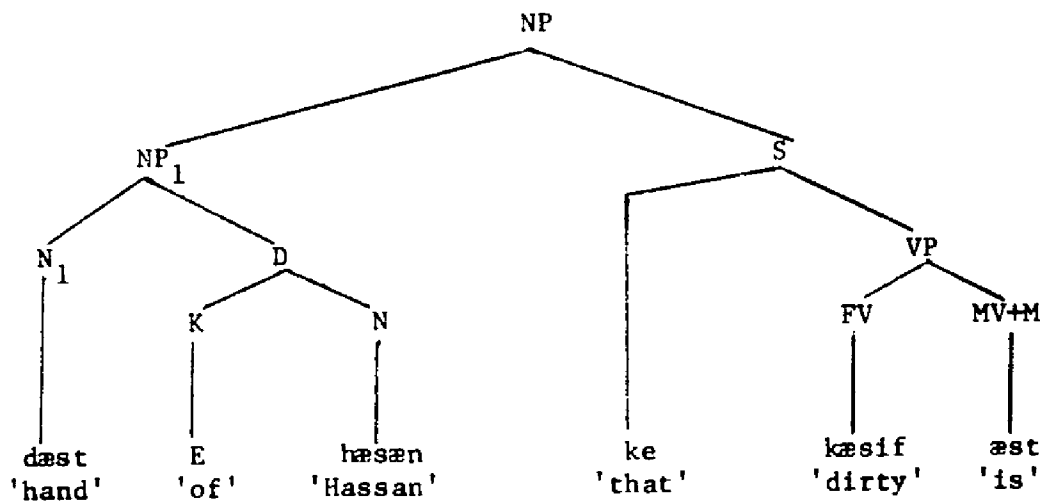 NP
NP1 S
N1 D VP
K N FV MV+M
dæst E hæsæn ke kæsif æst
'hand' 'of' 'Hassan' 'that' 'dirty' 'is'